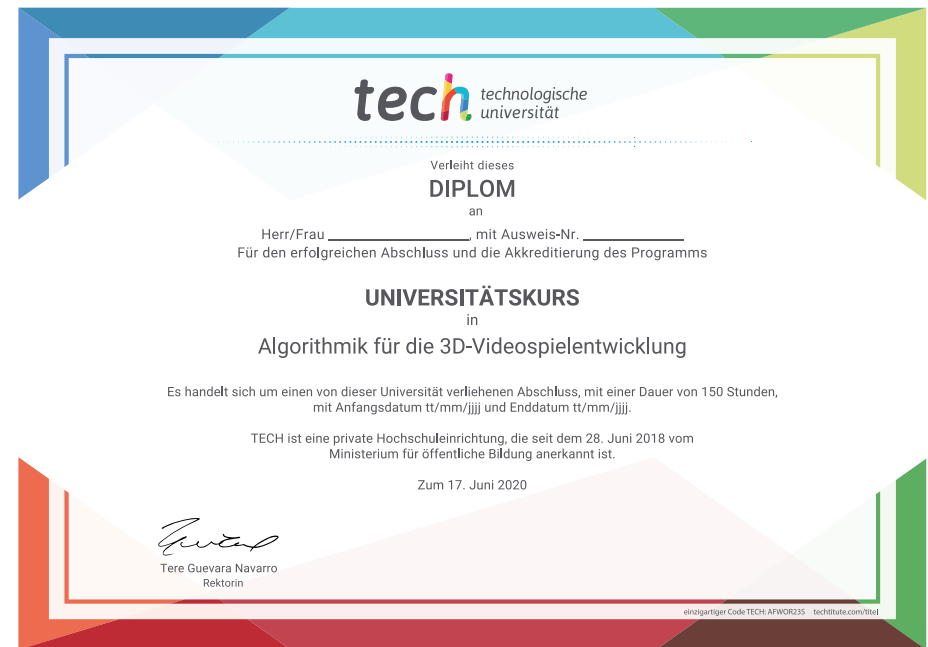 tech technologische
universität
Verleiht dieses
DIPLOM
an
Herr/Frau ____________, mit Ausweis-Nr. ____________
Für den erfolgreichen Abschluss und die Akkreditierung des Programms
UNIVERSITÄTSKURS
in
Algorithmik für die 3D-Videospielentwicklung
Es handelt sich um einen von dieser Universität verliehenen Abschluss, mit einer Dauer von 150 Stunden,
mit Anfangsdatum tt/mm/jjjj und Enddatum tt/mm/jjjj.
TECH ist eine private Hochschuleinrichtung, die seit dem 28. Juni 2018 vom
Ministerium für öffentliche Bildung anerkannt ist.
Zum 17. Juni 2020
Tere Guevara Navarro
Rektorin
einzigartiger Code TECH: AFWOR23S techtitute.com/titel